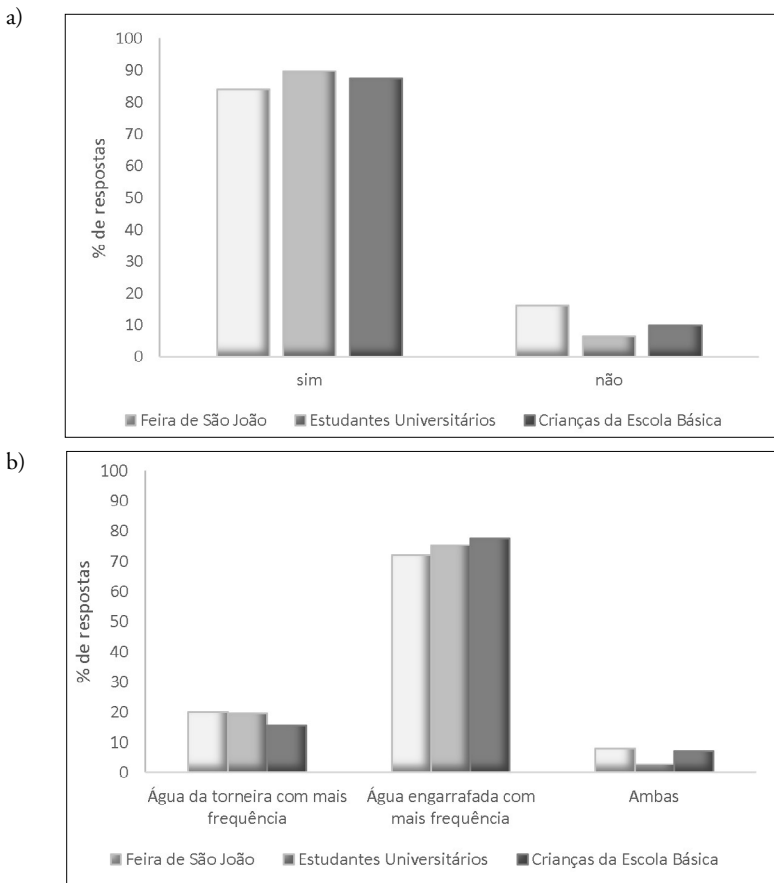 a)
100
90
80
70
60
50
40
30
20
10
0
% de respostas
sim não
Feira de São João Estudantes Universitários Crianças da Escola Básica
b)
100
90
80
70
60
50
40
30
20
10
0
% de respostas
Água da torneira com mais Água engarrafada com Ambas
frequência mais frequência
Feira de São João Estudantes Universitários Crianças da Escola Básica